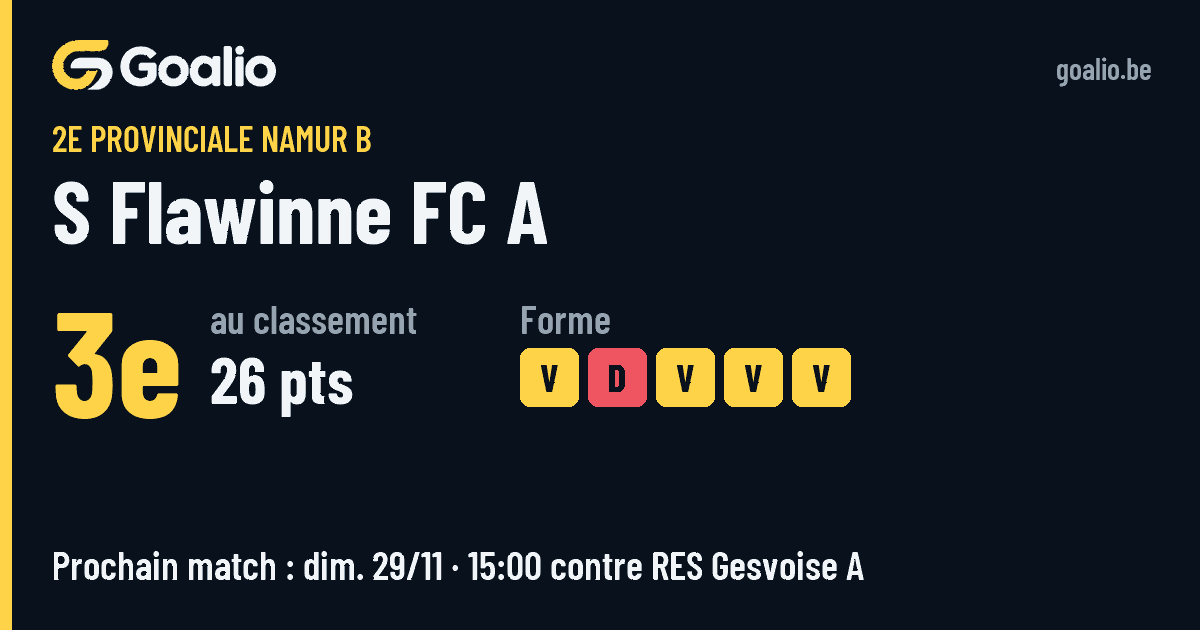 Goalio
goalio.be
2E PROVINCIALE NAMUR B
S Flawinne FC A
3e
au classement
26 pts
Forme
V D V V V
Prochain match : dim. 29/11 · 15:00 contre RES Gesvoise A